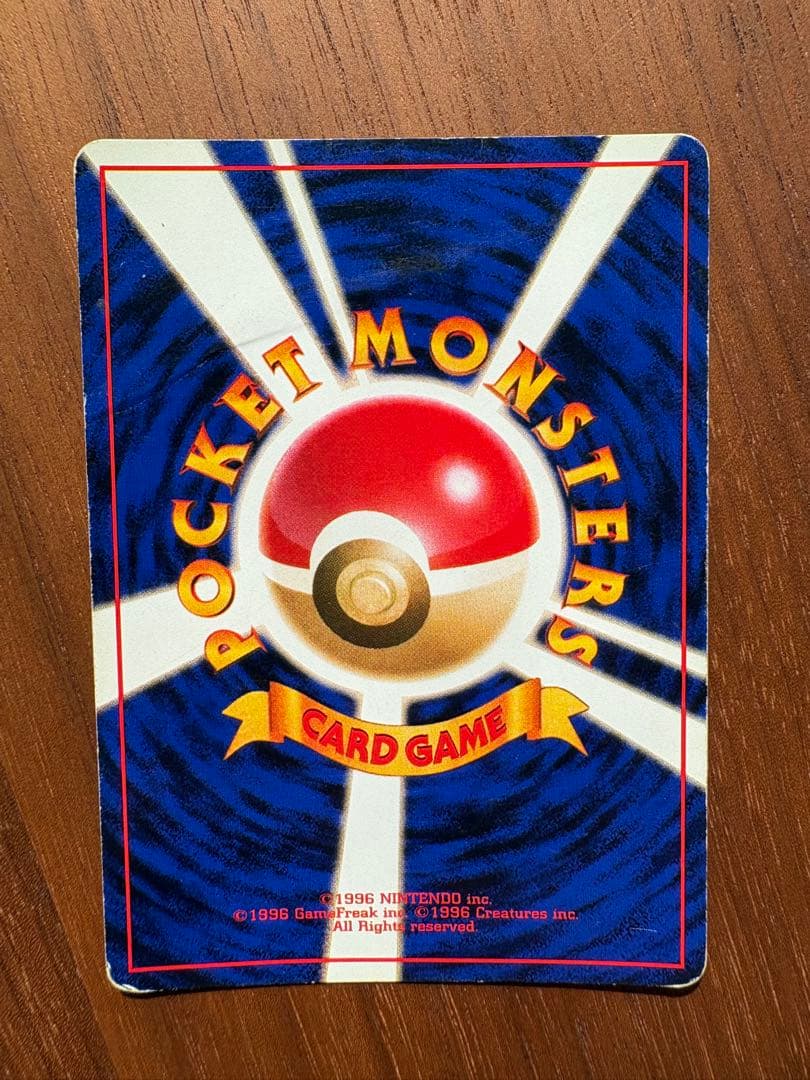 POCKET MONSTERS
CARD GAME
©1996 NINTENDO inc.
©1996 GameFreak inc. ©1996 Creatures inc.
All Rights reserved.